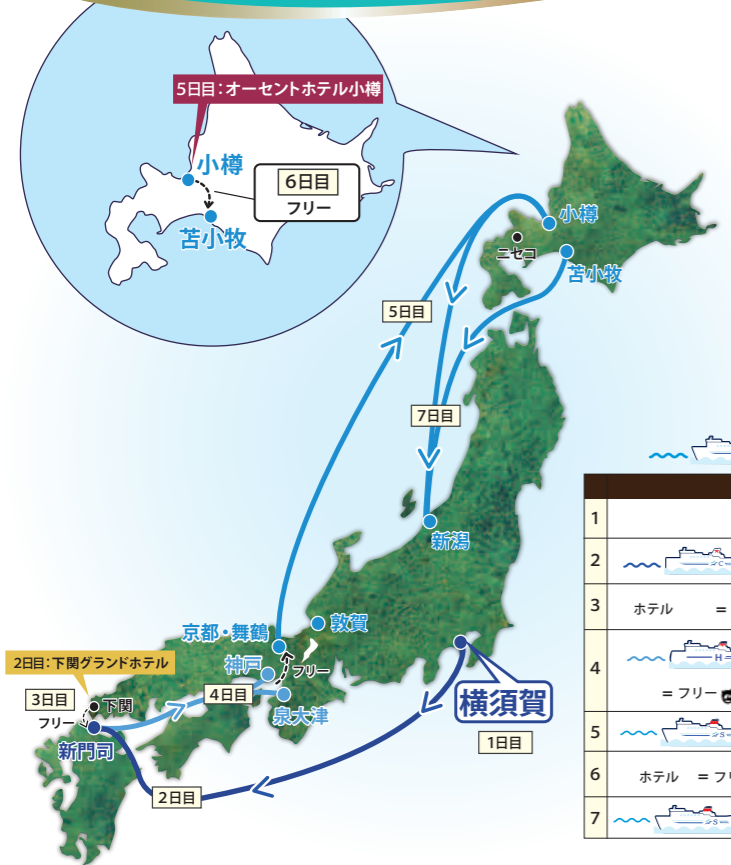 5日目:オーセントホテル小樽
小樽
6日目
フリー
苫小牧
小樽
ニセコ
苫小牧
5日目
7日目
新潟
敦賀
京都・舞鶴
神戸
フリー
2日目:下関グランドホテル
3日目
下関
4日目
泉大津
フリー
新門司
横須賀
1日目
2日目
1
2
C
3 ホテル =
4
H
= フリー
5
S
6 ホテル = フリ
7
S